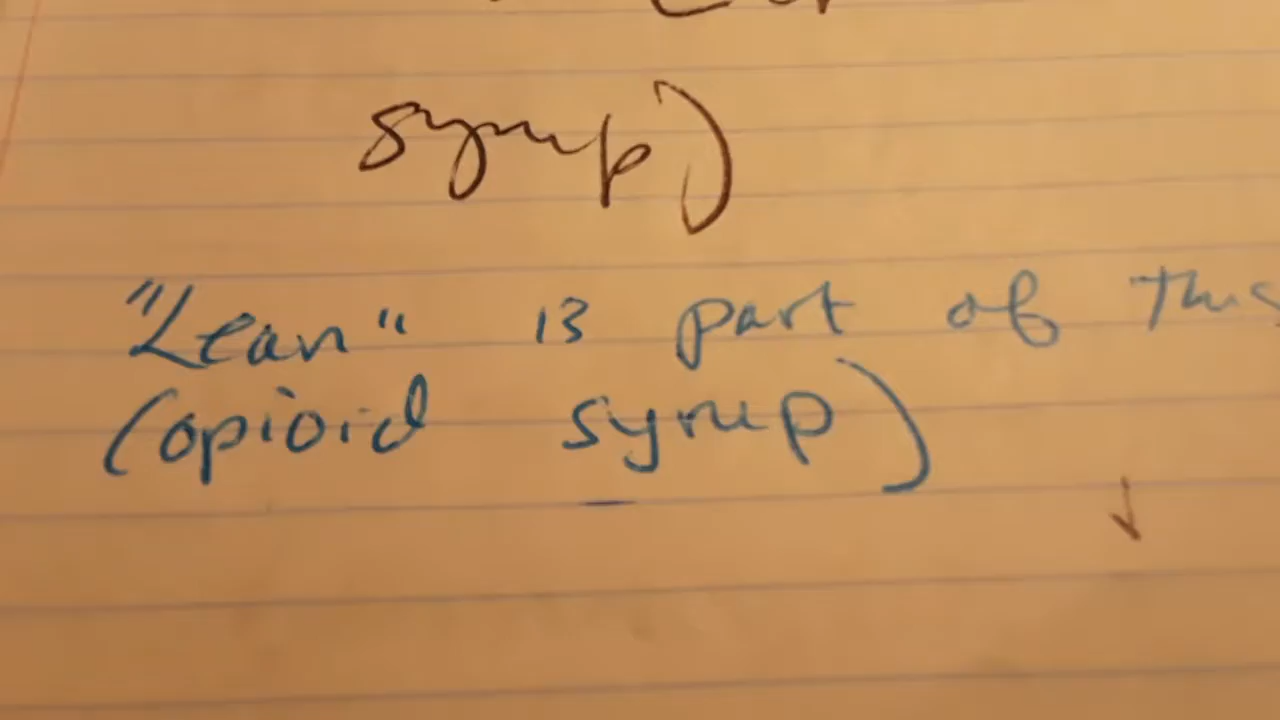 syrup)
"Lean" is part of this
(opioid syrup)